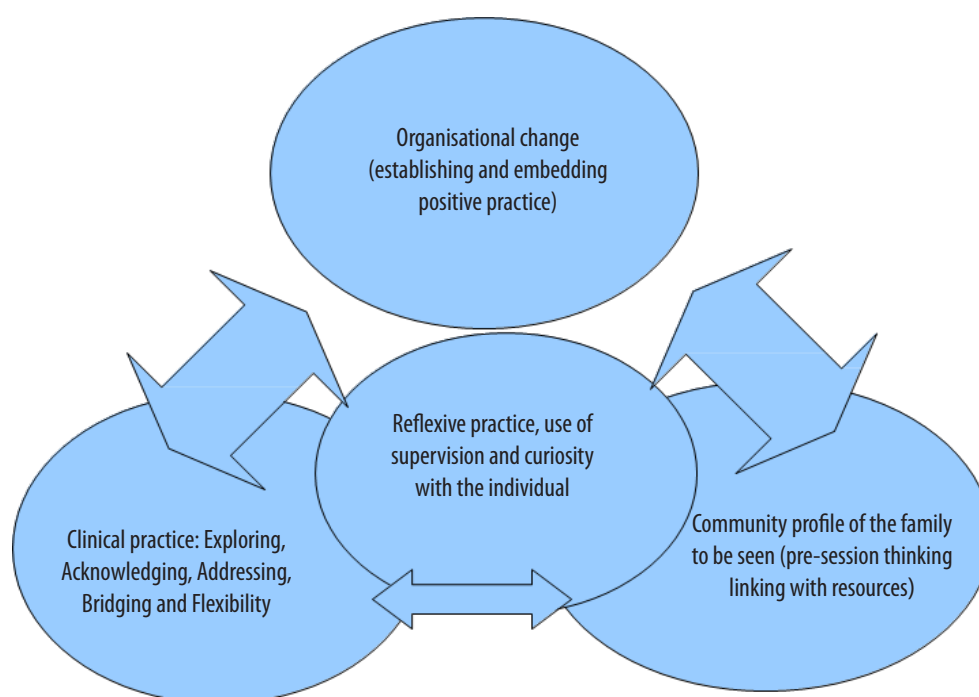 Organisational change
(establishing and embedding
positive practice)
Reflexive practice, use of
supervision and curiosity
with the individual
Clinical practice: Exploring,
Acknowledging, Addressing,
Bridging and Flexibility
Community profile of the family
to be seen (pre-session thinking
linking with resources)